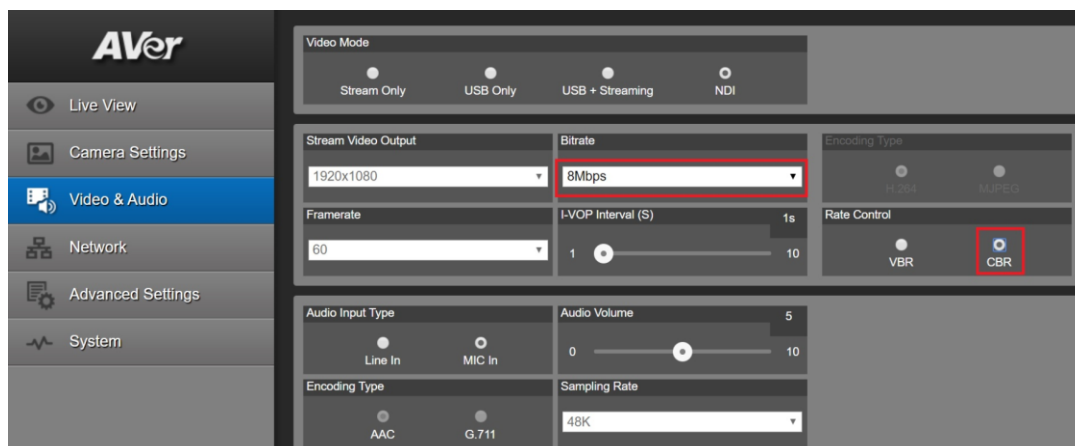 AVer
Live View
Camera Settings
Video & Audio
Network
Advanced Settings
System
Video Mode
Stream Only USB Only USB + Streaming NDI
Stream Video Output Bitrate Encoding Type
1920x1080 8Mbps H.264 MJPEG
Framerate I-VOP Interval (S) 1s Rate Control
60 1 10 VBR CBR
Audio Input Type Audio Volume 5
Line In MIC In 0 10
Encoding Type Sampling Rate
AAC G.711 48K